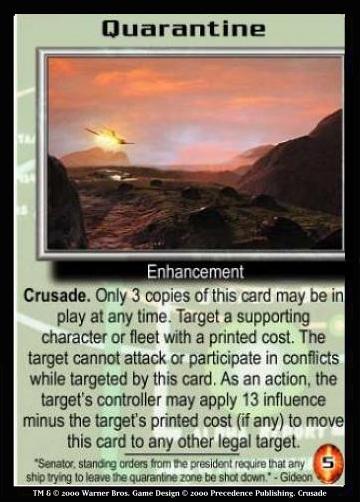 Quarantine
Enhancement
Crusade. Only 3 copies of this card may be in
play at any time. Target a supporting
character or fleet with a printed cost. The
target cannot attack or participate in conflicts
while targeted by this card. As an action, the
target's controller may apply 13 influence
minus the target's printed cost (if any) to move
this card to any other legal target.
"Senator, standing orders from the president require that any
ship trying to leave the quarantine zone be shot down." - Gideon
5
TM & © 2000 Warner Bros. Game Design © 2000 Precedence Publishing. Crusade